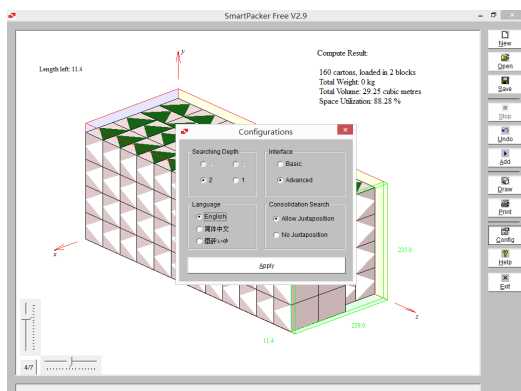 SmartPacker Free V2.9
y
Length left: 11.4
Compute Result:
160 cartons, loaded in 2 blocks
Total Weight: 0 kg
Total Volume: 29.25 cubic metres
Space Utilization: 88.28 %
Configurations
Searching Depth
2
1
Interface
Basic
Advanced
Language
English
简体中文
Consolidation Search
Allow Juxtaposition
No Juxtaposition
Apply
x
z
235.0
239.0
11.4
4/7
New
Open
Save
Stop
Undo
Add
Draw
Print
Config
Help
Exit